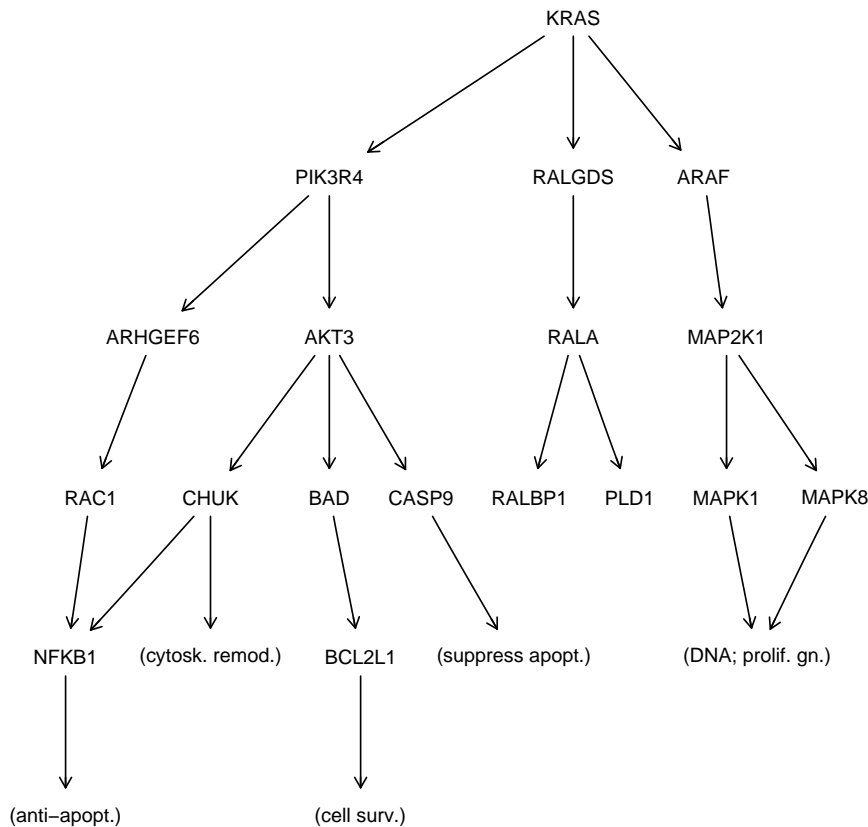 KRAS
PIK3R4 RALGDS ARAF
ARHGEF6 AKT3 RALA MAP2K1
RAC1 CHUK BAD CASP9 RALBP1 PLD1 MAPK1 MAPK8
NFKB1 (cytosk. remod.) BCL2L1 (suppress apopt.) (DNA; prolif. gn.)
(anti−apopt.) (cell surv.)